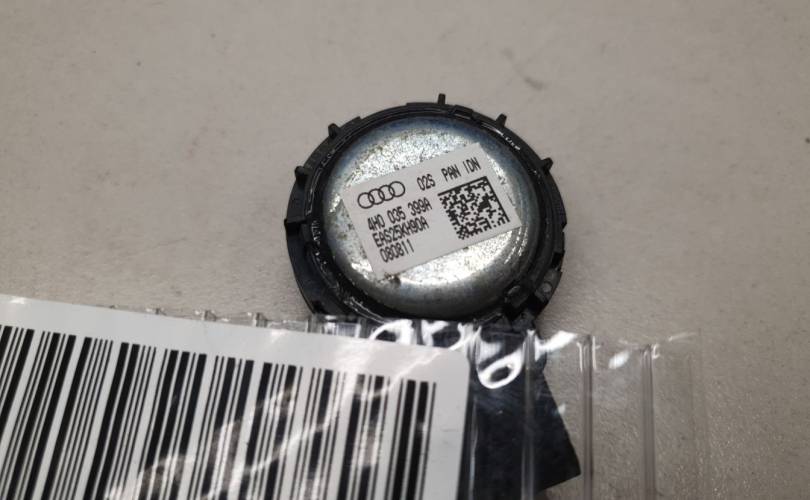 02S PAN IDN
4H0 035 399A
EAS25KH90A
080811